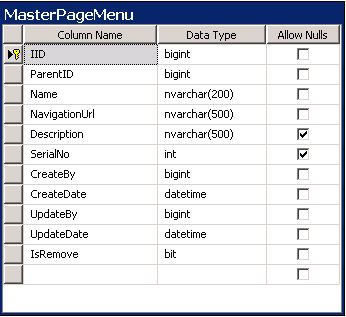 MasterPageMenu
Column Name Data Type Allow Nulls
IID bigint
ParentID bigint
Name nvarchar(200)
NavigationUrl nvarchar(500)
Description nvarchar(500)
SerialNo int
CreateBy bigint
CreateDate datetime
UpdateBy bigint
UpdateDate datetime
IsRemove bit